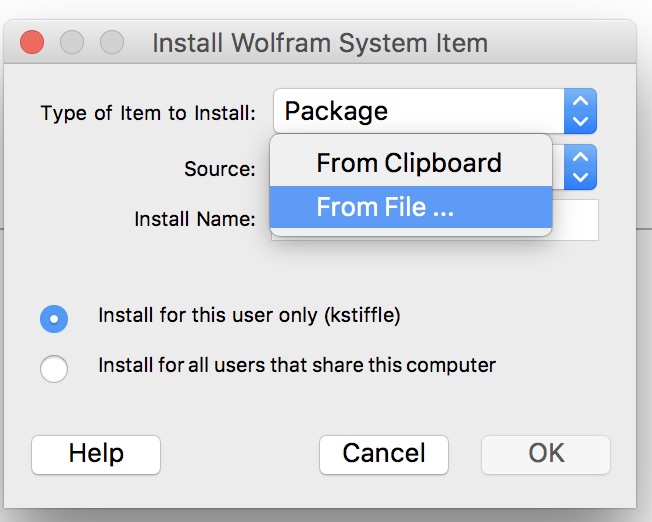 Install Wolfram System Item
Type of Item to Install: Package
Source:
From Clipboard
From File ...
Install Name:
Install for this user only (kstiffle)
Install for all users that share this computer
Help Cancel OK